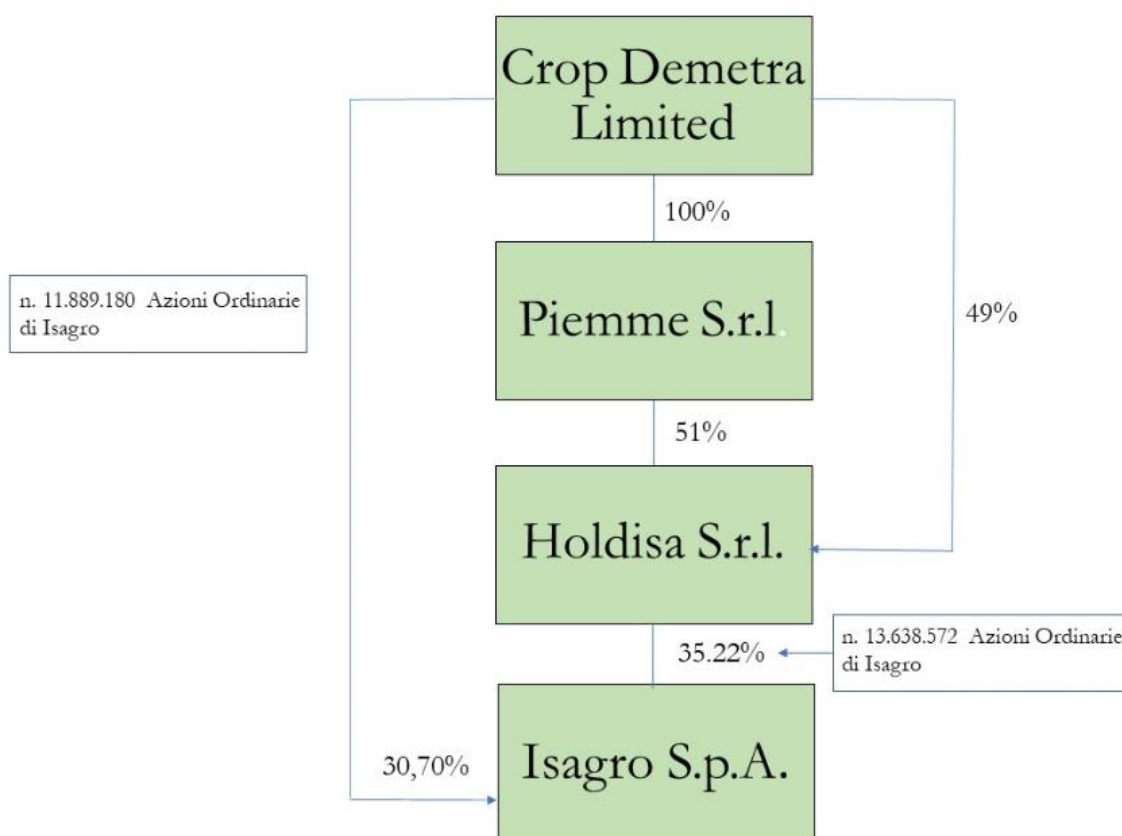 Crop Demetra
Limited
100%
n. 11.889.180 Azioni Ordinarie
di Isagro
Piemme S.r.l.
49%
51%
Holdisa S.r.l.
n. 13.638.572 Azioni Ordinarie
di Isagro
35.22%
30,70%
Isagro S.p.A.